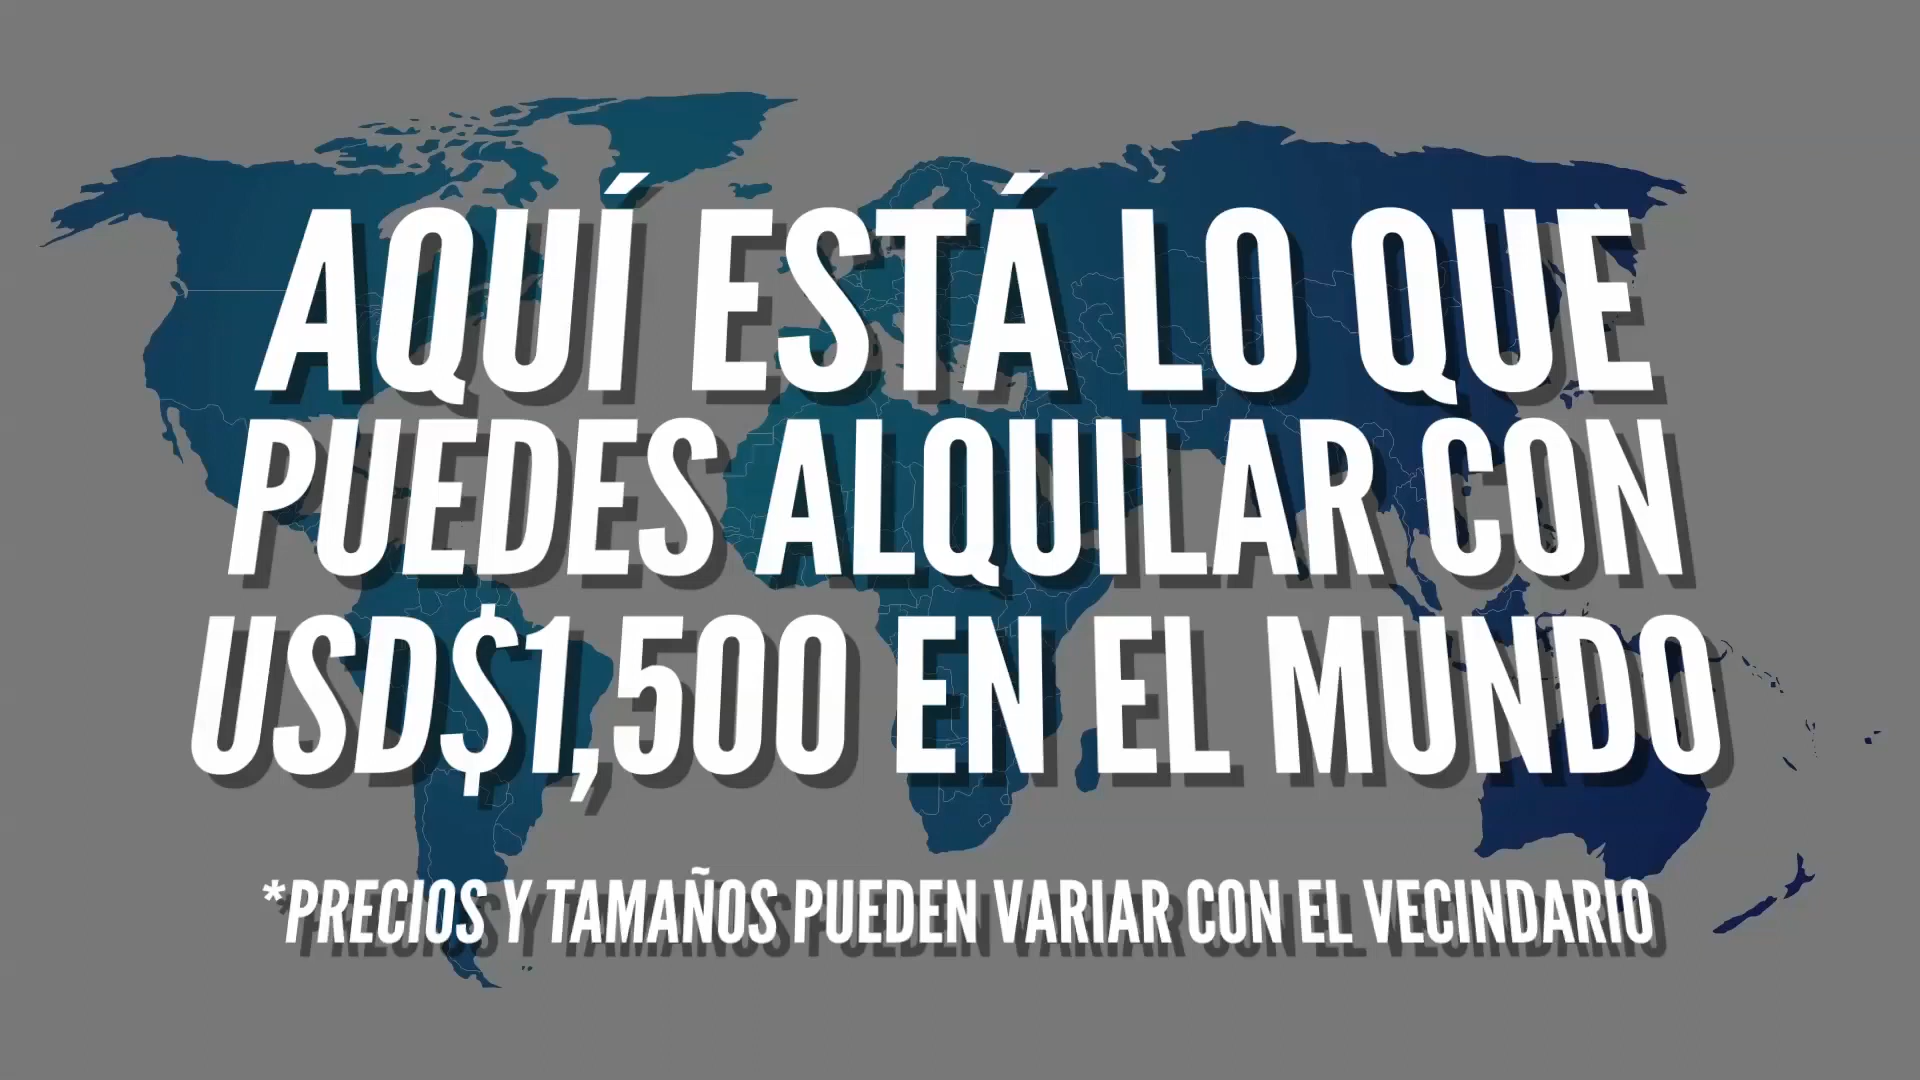 AQUÍ ESTÁ LO QUE
PUEDES ALQUILAR CON
USD$1,500 EN EL MUNDO
*PRECIOS Y TAMAÑOS PUEDEN VARIAR CON EL VECINDARIO